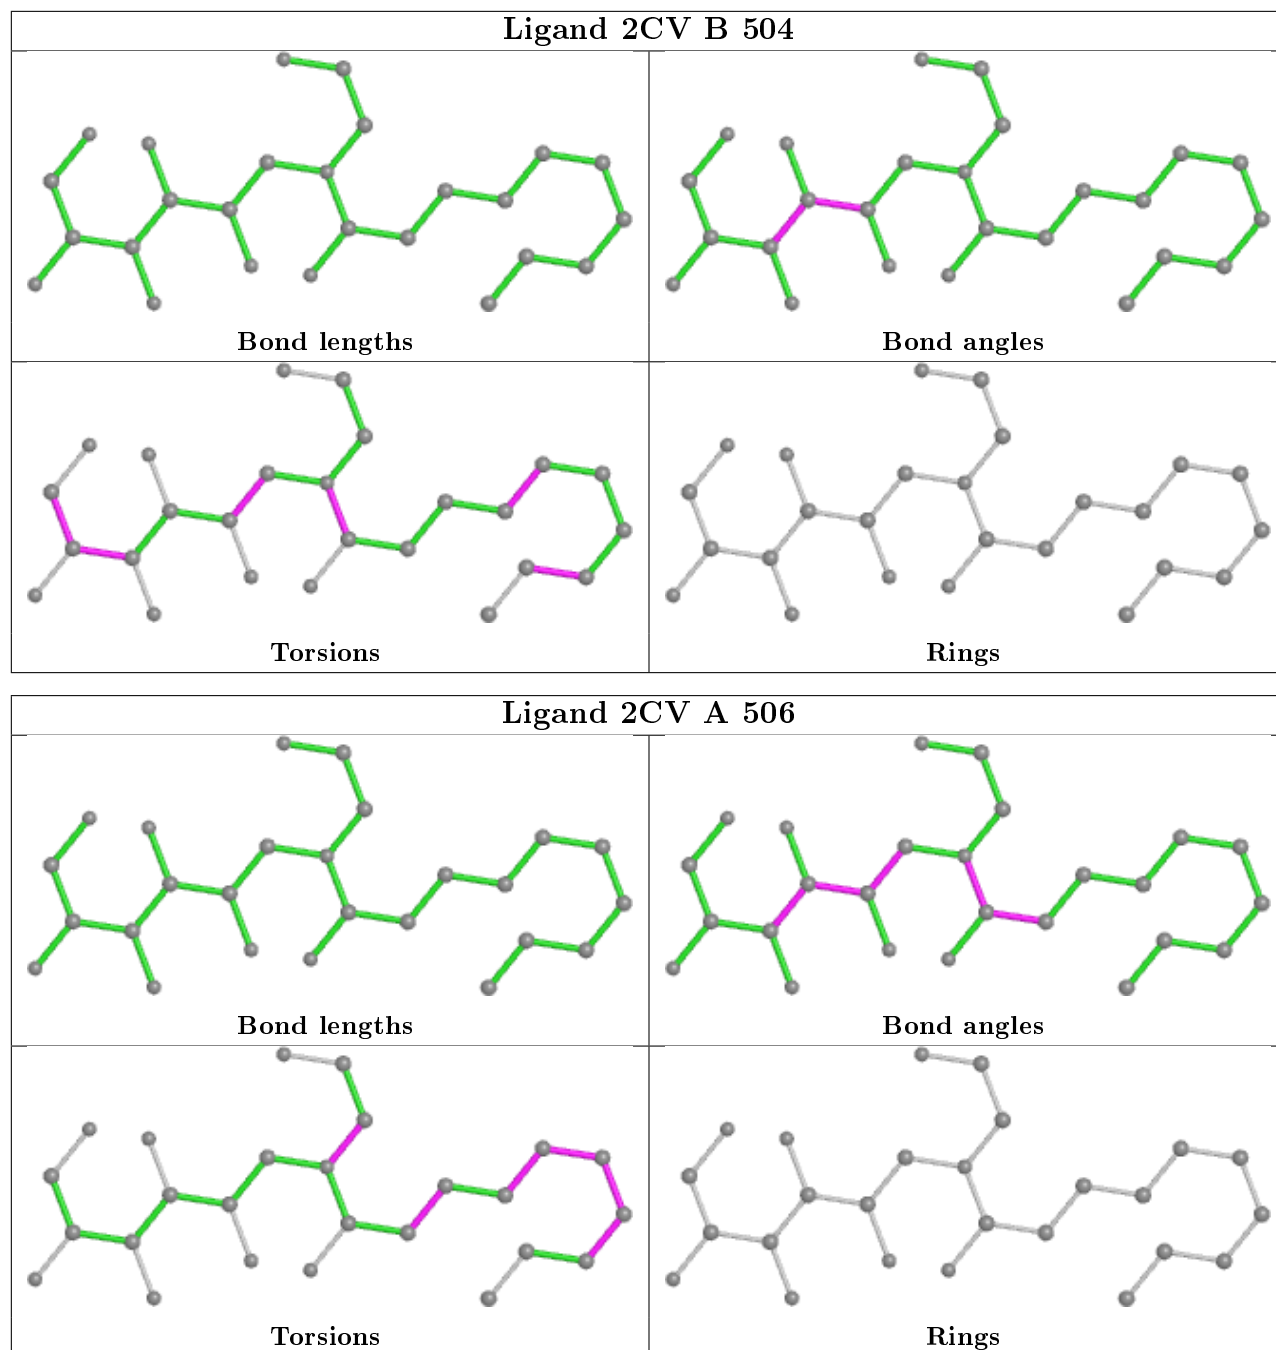 Ligand 2CV B 504
Bond lengths
Bond angles
Torsions
Rings
Ligand 2CV A 506
Bond lengths
Bond angles
Torsions
Rings